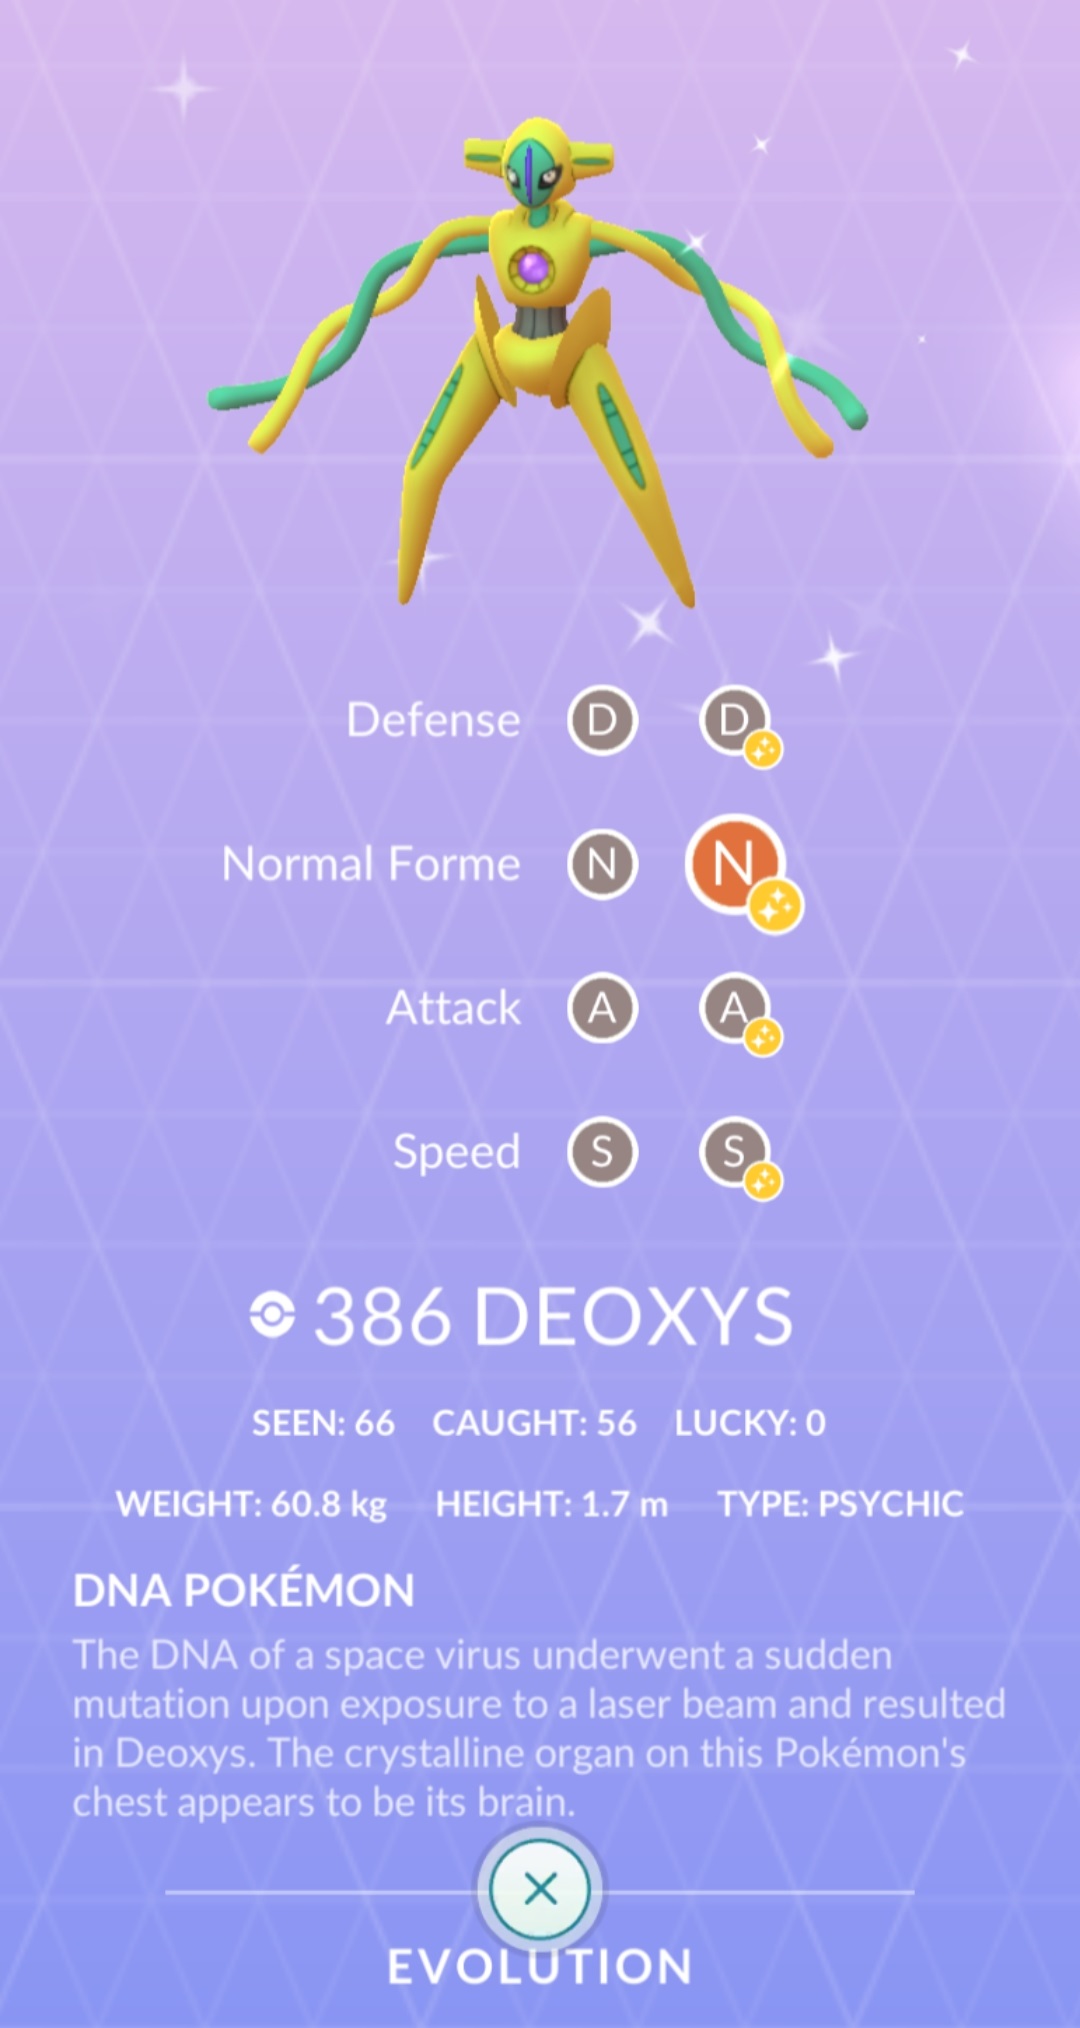 Defense D D
Normal Forme N N
Attack A A
Speed S S
386 DEOXYS
SEEN: 66 CAUGHT: 56 LUCKY: 0
WEIGHT: 60.8 kg HEIGHT: 1.7 m TYPE: PSYCHIC
DNA POKÉMON
The DNA of a space virus underwent a sudden
mutation upon exposure to a laser beam and resulted
in Deoxys. The crystalline organ on this Pokémon's
chest appears to be its brain.
EVOLUTION